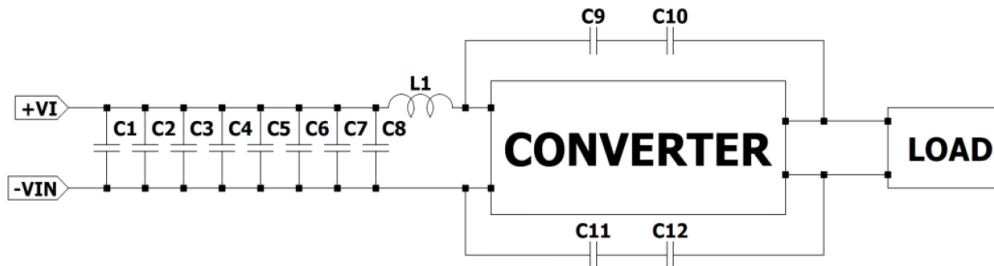 C9 C10
L1
+VI C1 C2 C3 C4 C5 C6 C7 C8
CONVERTER LOAD
-VIN
C11 C12